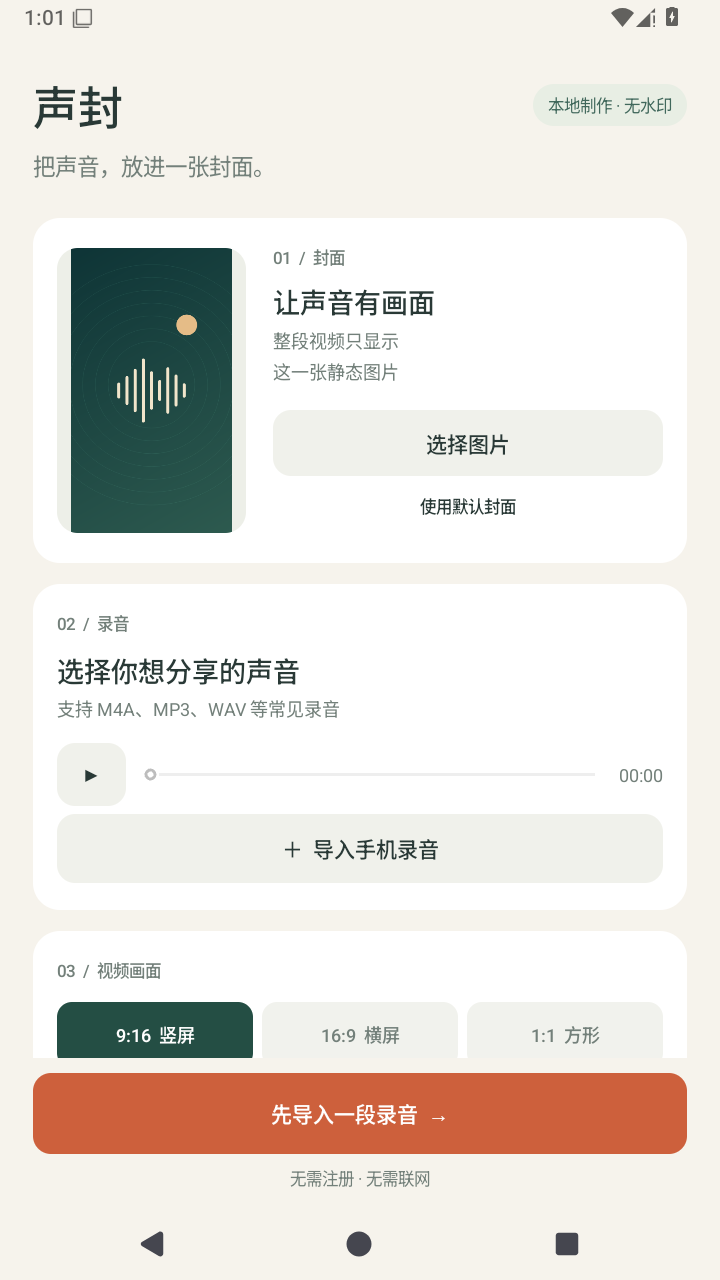 1:01
声封
本地制作 · 无水印
把声音，放进一张封面。
01 / 封面
让声音有画面
整段视频只显示
这一张静态图片
选择图片
使用默认封面
02 / 录音
选择你想分享的声音
支持 M4A、MP3、WAV 等常见录音
00:00
＋ 导入手机录音
03 / 视频画面
9:16 竖屏
16:9 横屏
1:1 方形
先导入一段录音 →
无需注册 · 无需联网